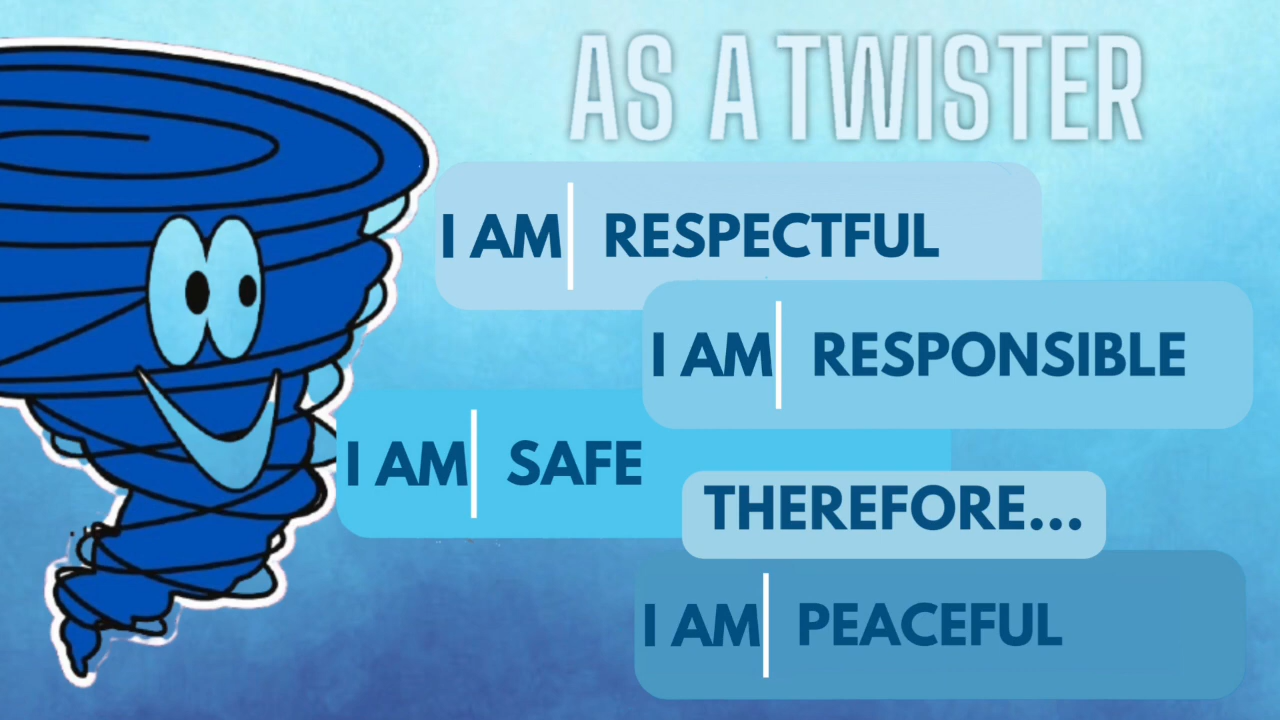 AS A TWISTER
I AM RESPECTFUL
I AM RESPONSIBLE
I AM SAFE
THEREFORE...
I AM PEACEFUL